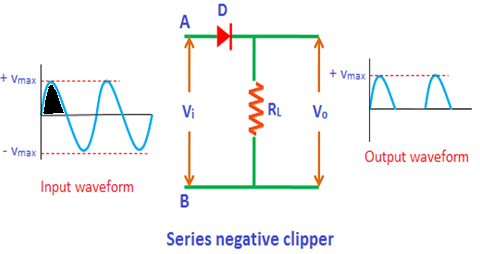 D
A
+ Vmax
- Vmax
Input waveform
Vi
RL
Vo
B
+ Vmax
Output waveform
Series negative clipper